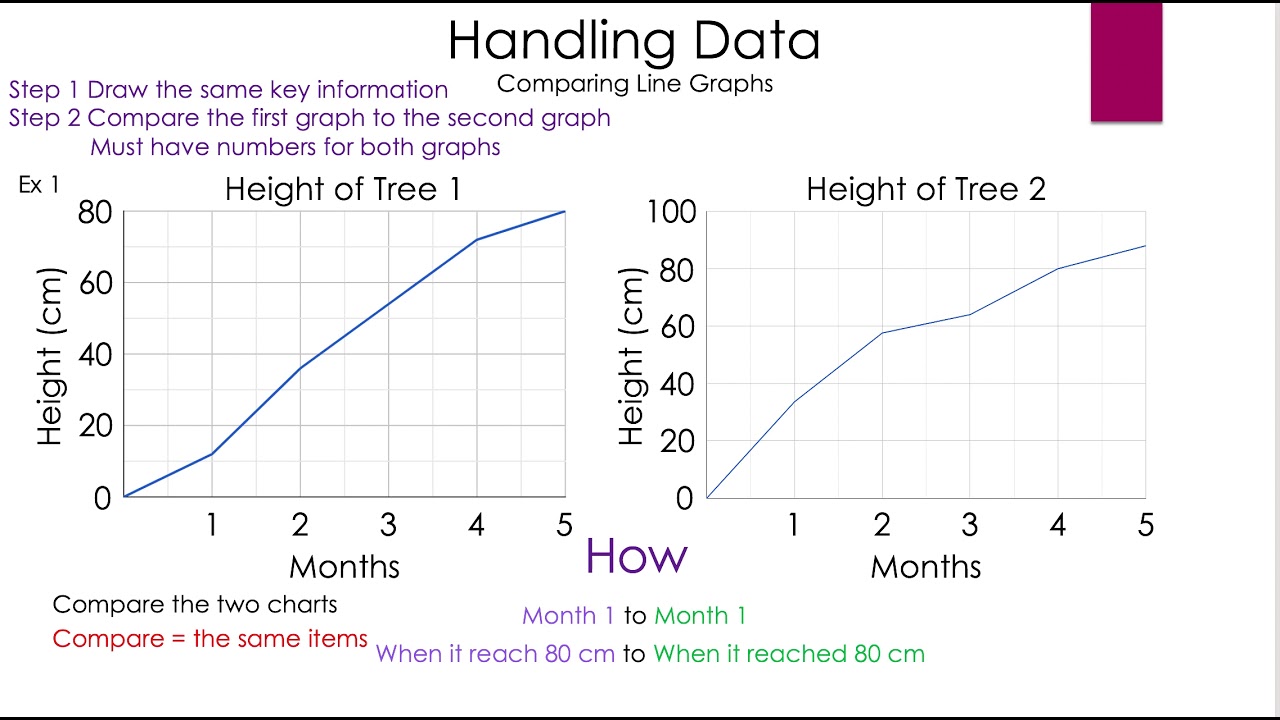 Handling Data
Comparing Line Graphs
Step 1 Draw the same key information
Step 2 Compare the first graph to the second graph
Must have numbers for both graphs
Ex 1
Height of Tree 1
80
60
40
20
0
Height (cm)
1 2 3 4 5
Months
Height of Tree 2
100
80
60
40
20
0
Height (cm)
1 2 3 4 5
Months
How
Compare the two charts
Compare = the same items
Month 1 to Month 1
When it reach 80 cm to When it reached 80 cm